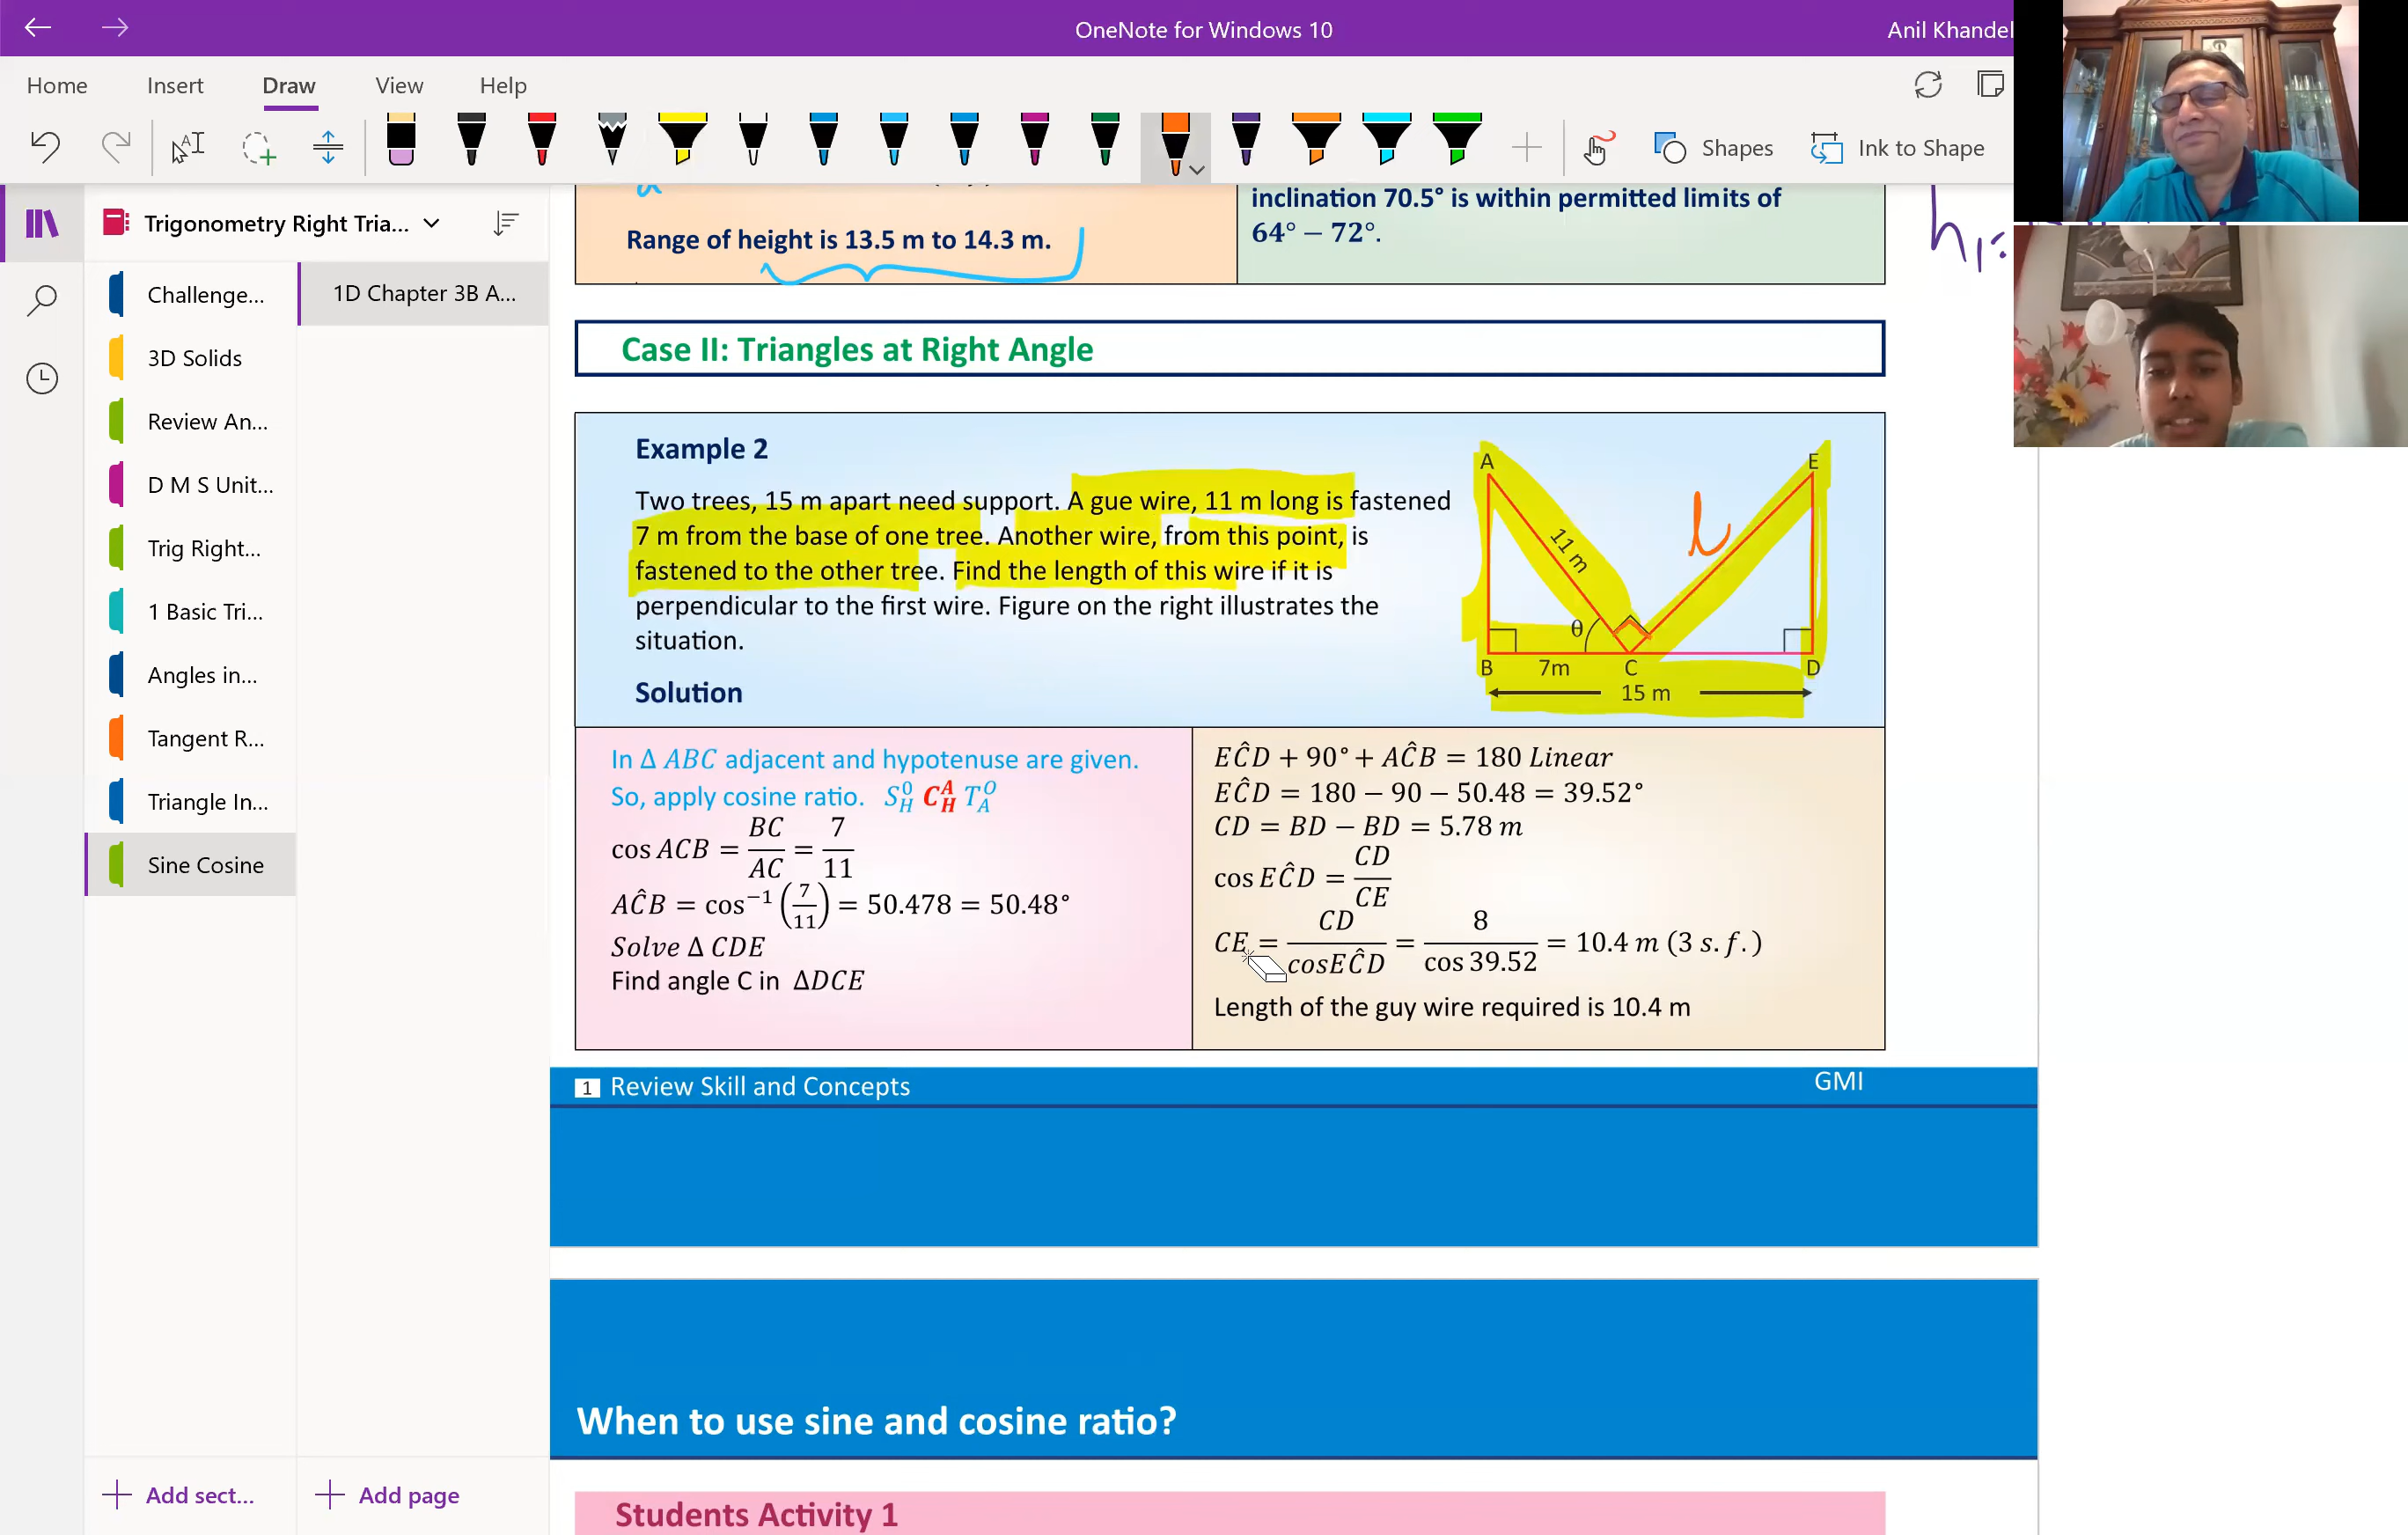 OneNote for Windows 10
Anil Khandel
Home Insert Draw View Help
Shapes Ink to Shape
Trigonometry Right Tria...
1D Chapter 3B A...
Challenge...
3D Solids
Review An...
D M S Unit...
Trig Right...
1 Basic Tri...
Angles in...
Tangent R...
Triangle In...
Sine Cosine
Add sect... Add page
Range of height is 13.5 m to 14.3 m.
inclination 70.5° is within permitted limits of
64° − 72°.
h₁:
Case II: Triangles at Right Angle
Example 2
Two trees, 15 m apart need support. A gue wire, 11 m long is fastened
7 m from the base of one tree. Another wire, from this point, is
fastened to the other tree. Find the length of this wire if it is
perpendicular to the first wire. Figure on the right illustrates the
situation.
Solution
A E
11 m l
θ
B 7m C D
15 m
In Δ ABC adjacent and hypotenuse are given.
So, apply cosine ratio. S^0_H C^A_H T^O_A
cos ACB = BC/AC = 7/11
AĈB = cos⁻¹ (7/11) = 50.478 = 50.48°
Solve Δ CDE
Find angle C in ΔDCE
EĈD + 90° + AĈB = 180 Linear
EĈD = 180 − 90 − 50.48 = 39.52°
CD = BD − BD = 5.78 m
cos EĈD = CD/CE
CE = CD/cosEĈD = 8/cos 39.52 = 10.4 m (3 s.f.)
Length of the guy wire required is 10.4 m
1 Review Skill and Concepts
GMI
When to use sine and cosine ratio?
Students Activity 1